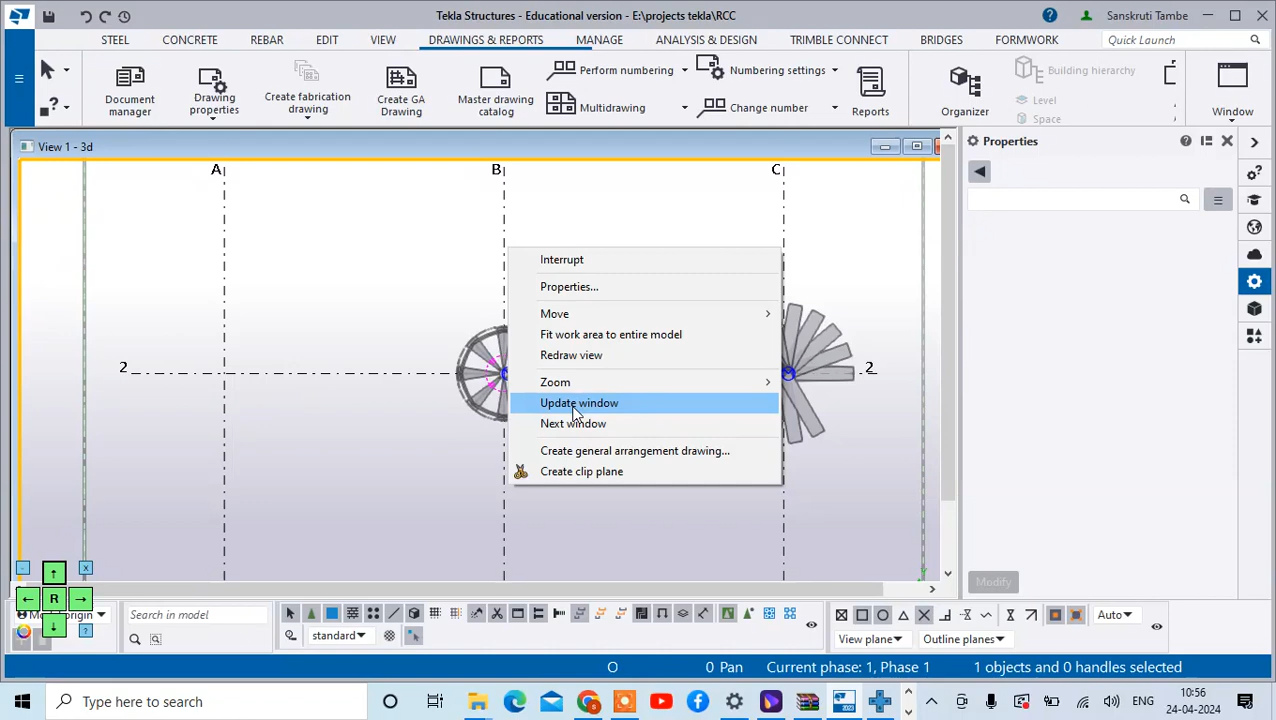 Tekla Structures - Educational version - E:\projects tekla\RCC
Sanskruti Tambe
STEEL CONCRETE REBAR EDIT VIEW DRAWINGS & REPORTS MANAGE ANALYSIS & DESIGN TRIMBLE CONNECT BRIDGES FORMWORK Quick Launch
Document manager
Drawing properties
Create fabrication drawing
Create GA Drawing
Master drawing catalog
Perform numbering
Multidrawing
Numbering settings
Change number
Reports
Organizer
Building hierarchy
Level
Space
Window
View 1 - 3d
Properties
A B C
Interrupt
Properties...
Move
Fit work area to entire model
Redraw view
2 2
Zoom
Update window
Next window
Create general arrangement drawing...
Create clip plane
Modify
R
x
?
origin
Search in model
standard
Auto
View plane
Outline planes
O 0 Pan Current phase: 1, Phase 1 1 objects and 0 handles selected
Type here to search
ENG
10:56
24-04-2024